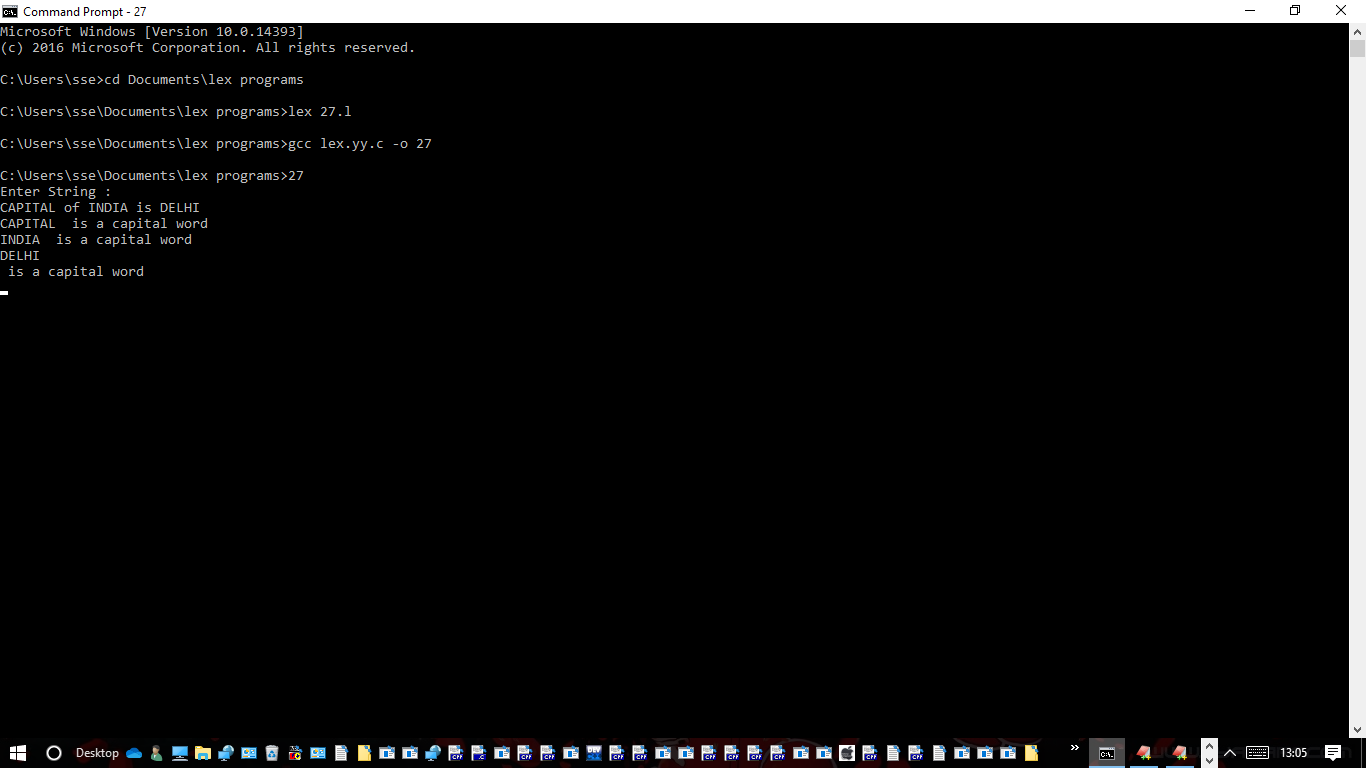 Command Prompt - 27
Microsoft Windows [Version 10.0.14393]
(c) 2016 Microsoft Corporation. All rights reserved.
C:\Users\sse>cd Documents\lex programs
C:\Users\sse\Documents\lex programs>lex 27.l
C:\Users\sse\Documents\lex programs>gcc lex.yy.c -o 27
C:\Users\sse\Documents\lex programs>27
Enter String :
CAPITAL of INDIA is DELHI
CAPITAL  is a capital word
INDIA  is a capital word
DELHI
 is a capital word
Desktop
13:05